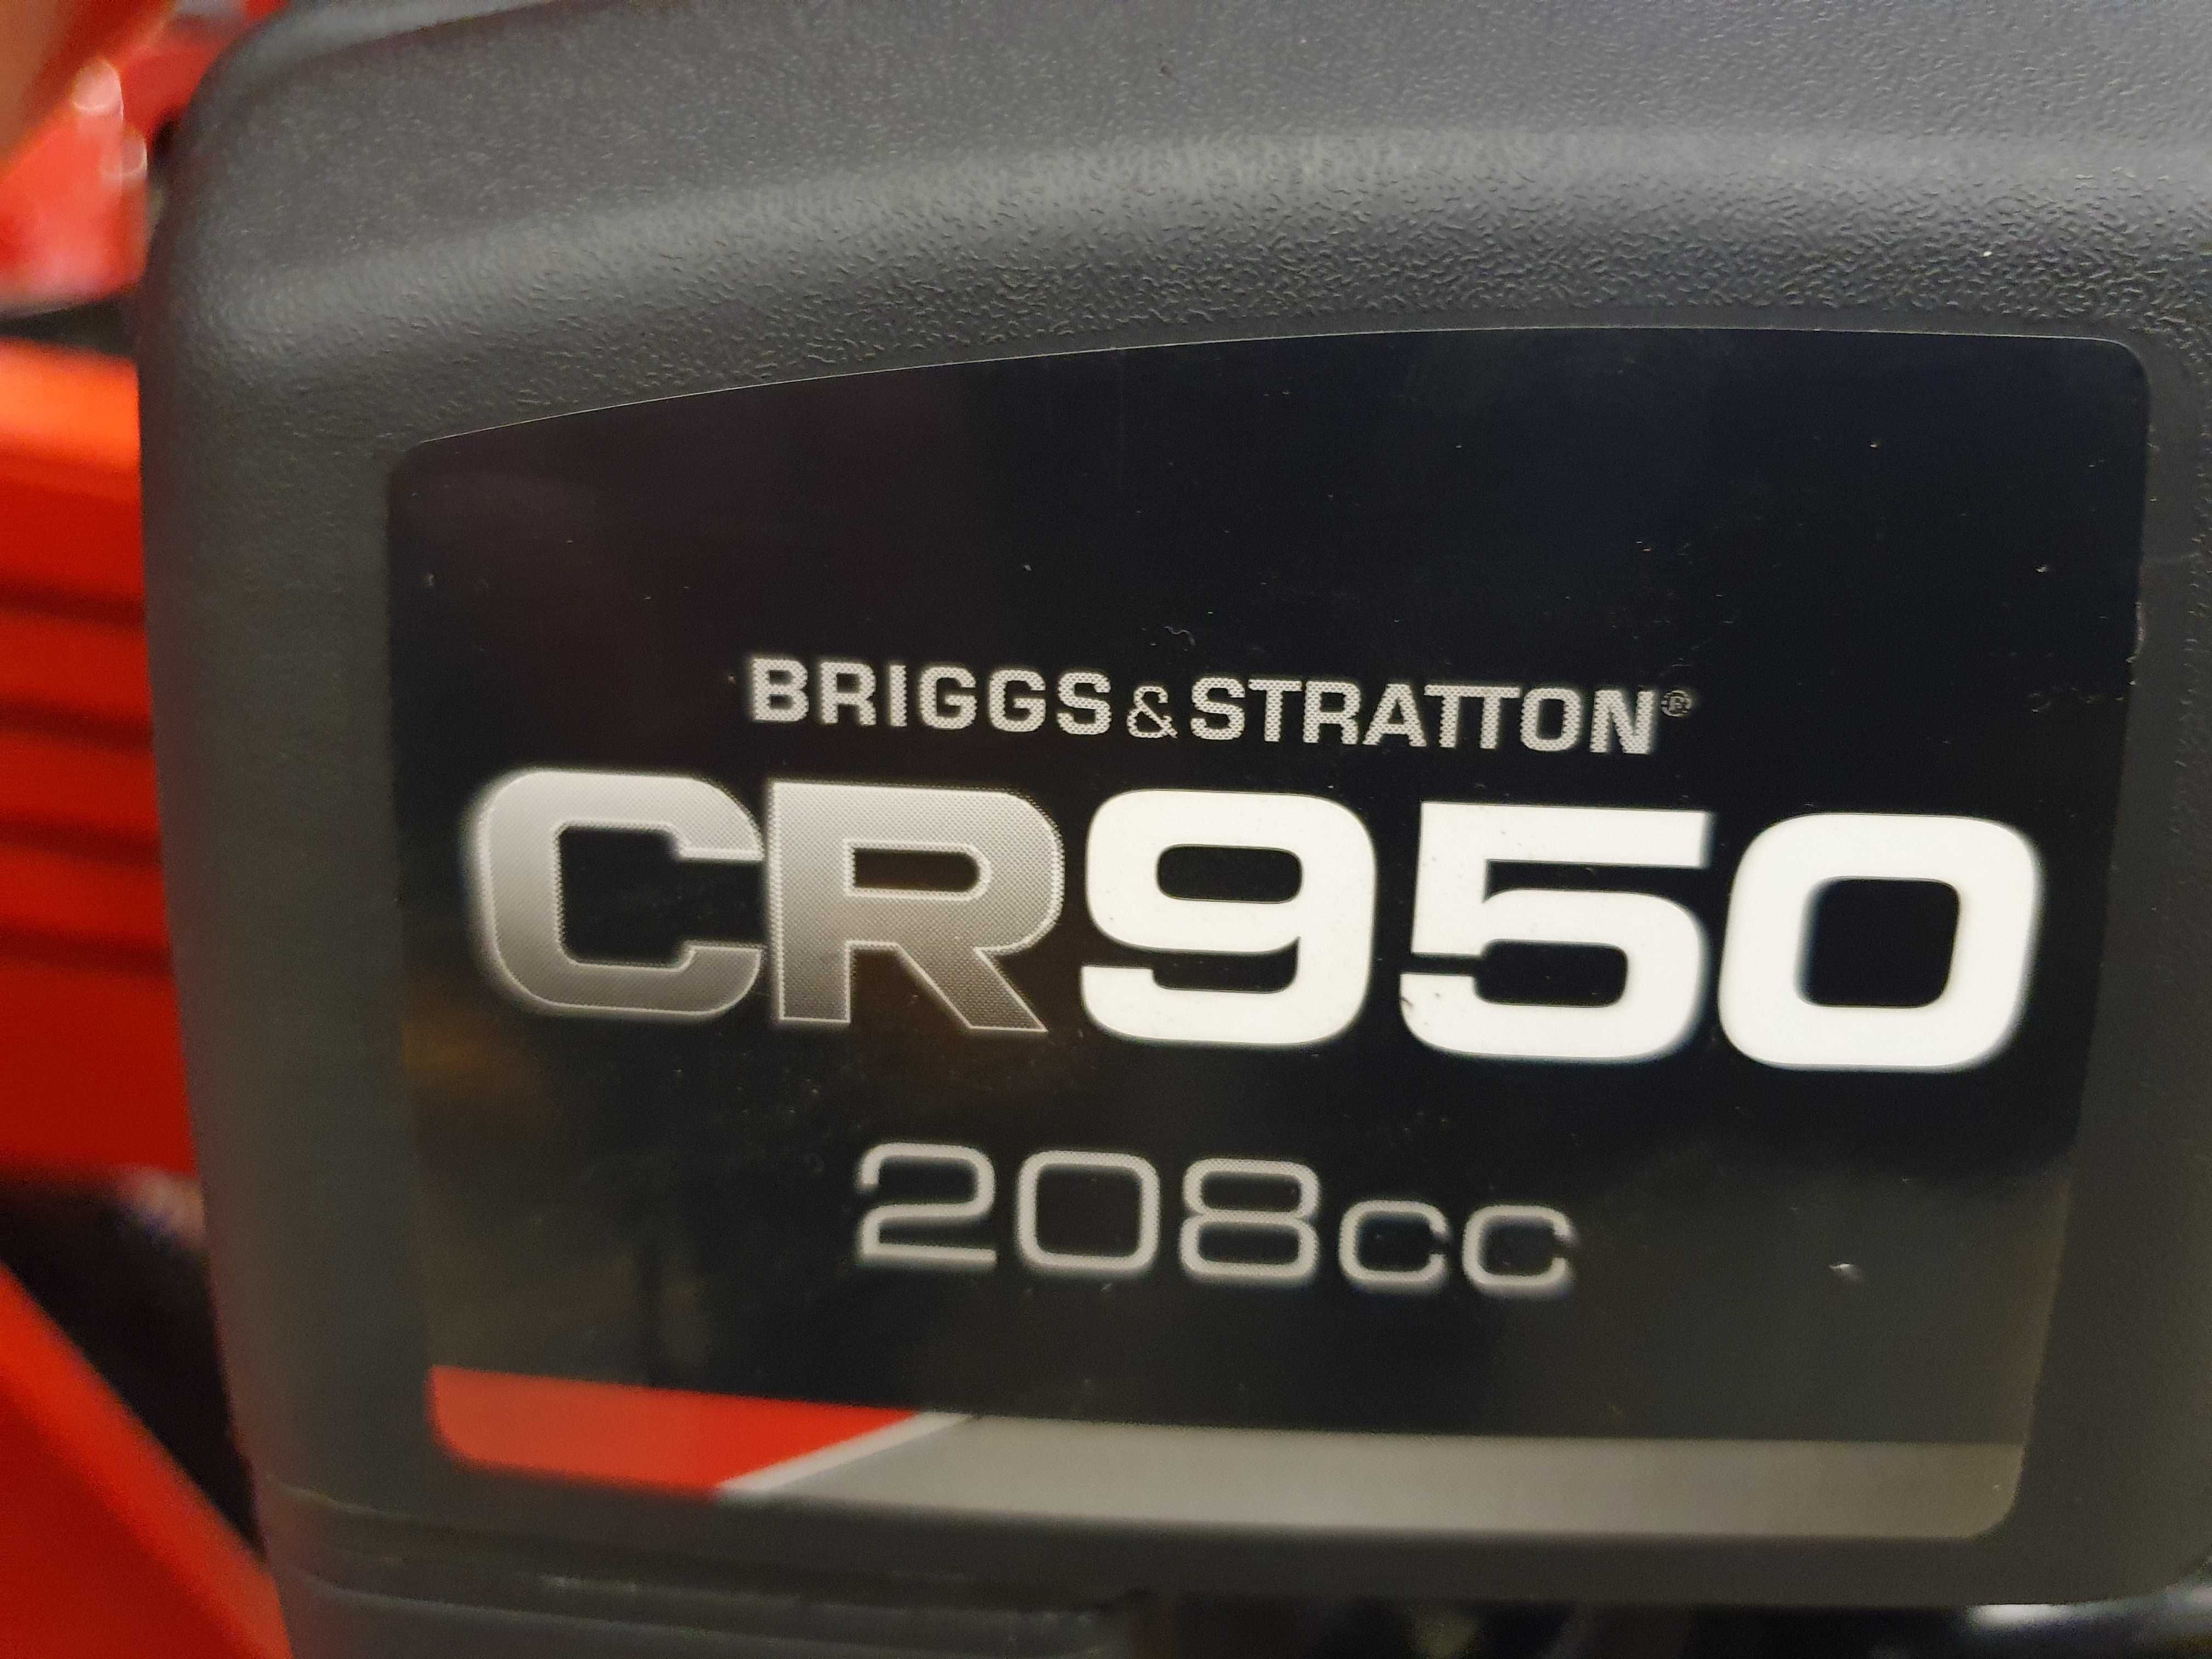 BRIGGS & STRATTON®
CR950
208cc